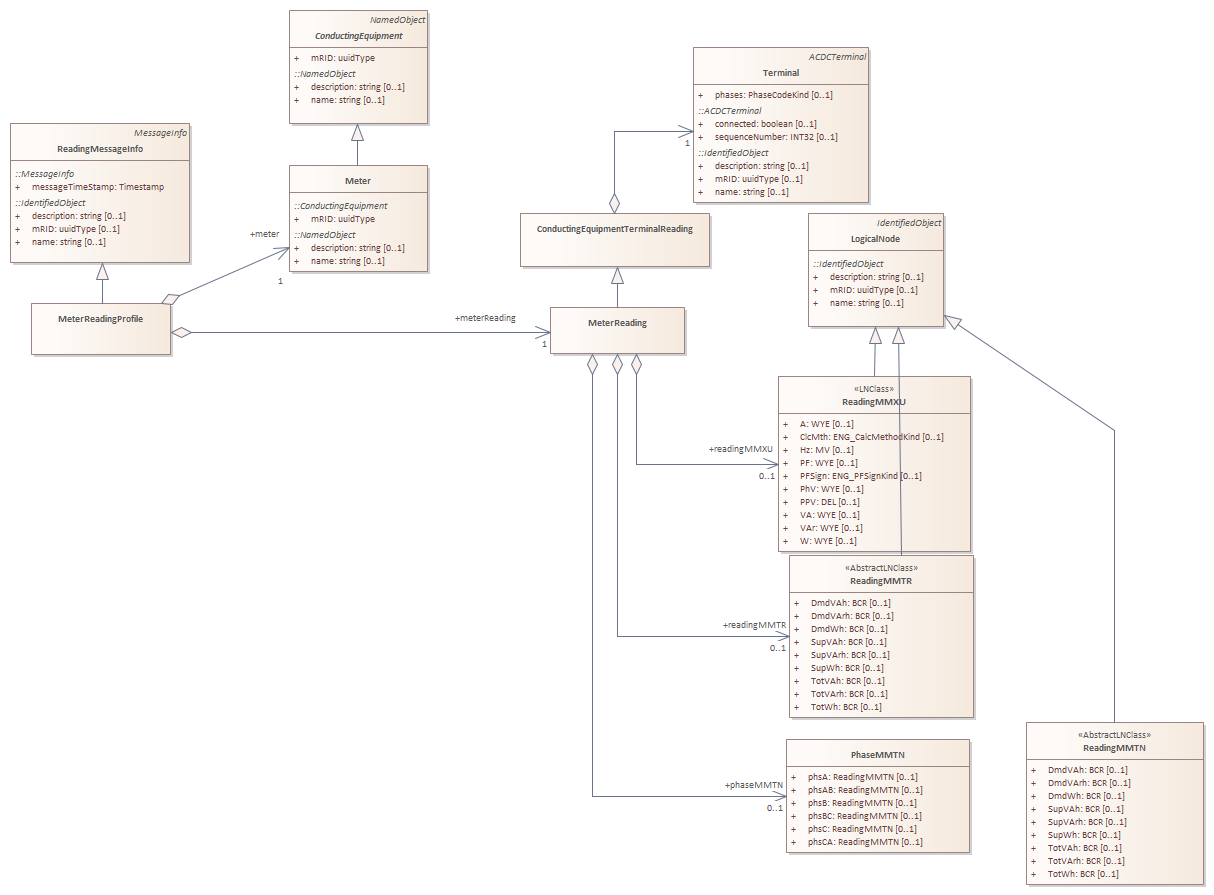 NamedObject
ConductingEquipment
+ mRID: uuidType
::NamedObject
+ description: string [0..1]
+ name: string [0..1]
ACDCTerminal
Terminal
+ phases: PhaseCodeKind [0..1]
::ACDCTerminal
+ connected: boolean [0..1]
+ sequenceNumber: INT32 [0..1]
::IdentifiedObject
+ description: string [0..1]
+ mRID: uuidType [0..1]
+ name: string [0..1]
MessageInfo
ReadingMessageInfo
::MessageInfo
+ messageTimeStamp: Timestamp
::IdentifiedObject
+ description: string [0..1]
+ mRID: uuidType [0..1]
+ name: string [0..1]
Meter
::ConductingEquipment
+ mRID: uuidType
::NamedObject
+ description: string [0..1]
+ name: string [0..1]
1
ConductingEquipmentTerminalReading
IdentifiedObject
LogicalNode
::IdentifiedObject
+ description: string [0..1]
+ mRID: uuidType [0..1]
+ name: string [0..1]
+meter
1
MeterReadingProfile
+meterReading
1
MeterReading
«LNClass»
ReadingMMXU
+ A: WYE [0..1]
+ ClcMth: ENG_CalcMethodKind [0..1]
+ Hz: MV [0..1]
+ PF: WYE [0..1]
+ PFSign: ENG_PFSignKind [0..1]
+ PhV: WYE [0..1]
+ PPV: DEL [0..1]
+ VA: WYE [0..1]
+ VAr: WYE [0..1]
+ W: WYE [0..1]
+readingMMXU
0..1
«AbstractLNClass»
ReadingMMTR
+ DmdVAh: BCR [0..1]
+ DmdVArh: BCR [0..1]
+ DmdWh: BCR [0..1]
+ SupVAh: BCR [0..1]
+ SupVArh: BCR [0..1]
+ SupWh: BCR [0..1]
+ TotVAh: BCR [0..1]
+ TotVArh: BCR [0..1]
+ TotWh: BCR [0..1]
+readingMMTR
0..1
PhaseMMTN
+ phsA: ReadingMMTN [0..1]
+ phsAB: ReadingMMTN [0..1]
+ phsB: ReadingMMTN [0..1]
+ phsBC: ReadingMMTN [0..1]
+ phsC: ReadingMMTN [0..1]
+ phsCA: ReadingMMTN [0..1]
+phaseMMTN
0..1
«AbstractLNClass»
ReadingMMTN
+ DmdVAh: BCR [0..1]
+ DmdVArh: BCR [0..1]
+ DmdWh: BCR [0..1]
+ SupVAh: BCR [0..1]
+ SupVArh: BCR [0..1]
+ SupWh: BCR [0..1]
+ TotVAh: BCR [0..1]
+ TotVArh: BCR [0..1]
+ TotWh: BCR [0..1]